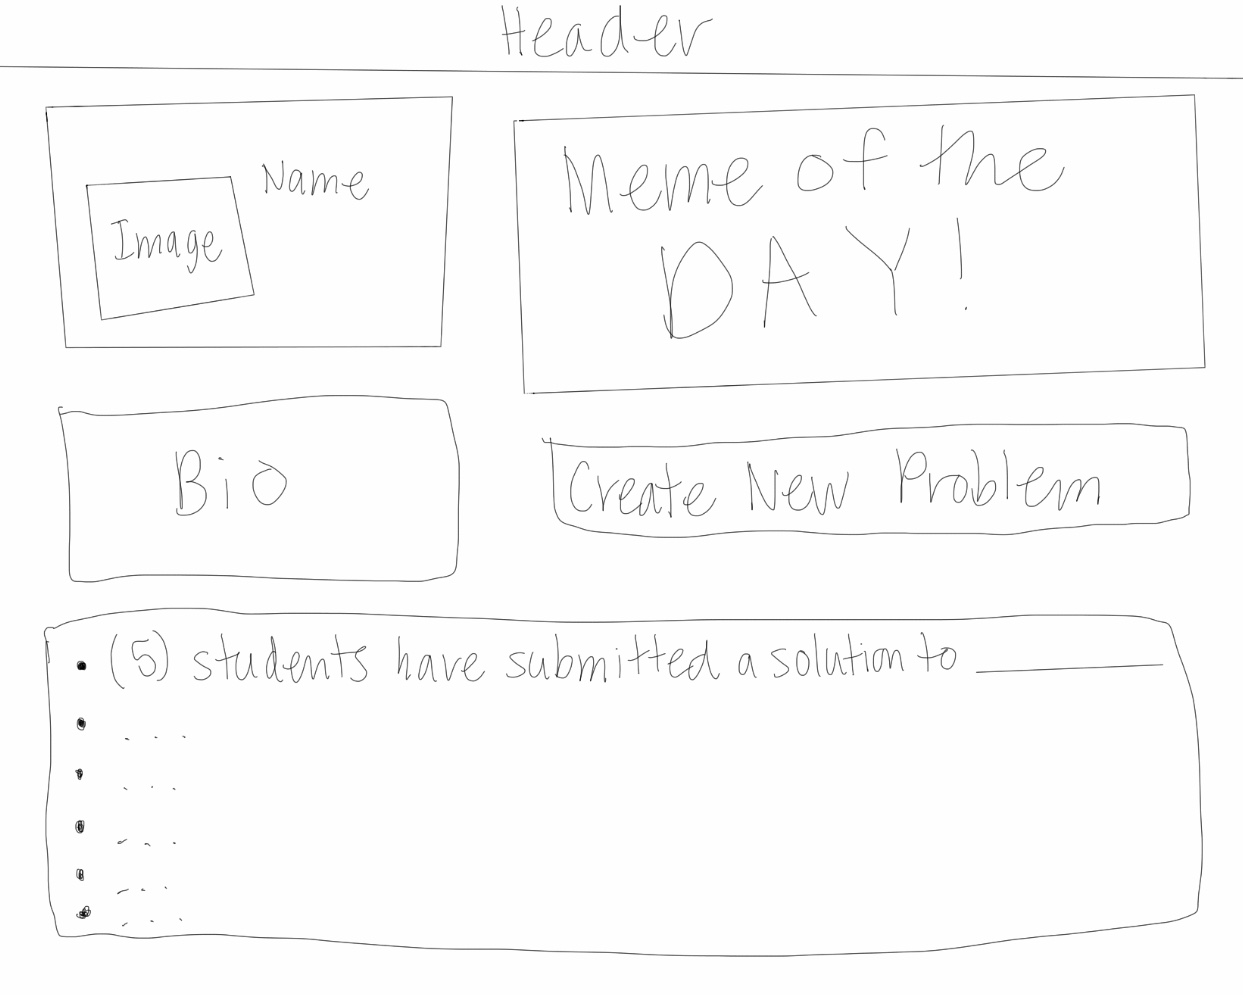 Header
Name
Image
Meme of the
DAY!
Bio
Create New Problem
• (5) students have submitted a solution to ________
• ...
• ...
• ...
• ...
• ...